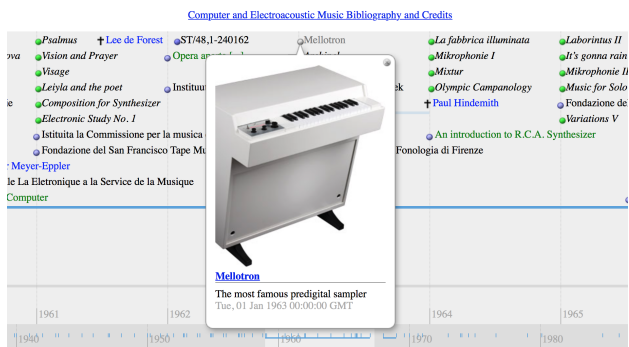 Computer and Electroacoustic Music Bibliography and Credits
Psalmus
Lee de Forest
ST/48,1-240162
Mellotron
La fabbrica illuminata
Laborintus II
ova
Vision and Prayer
Opera
Mikrophonie I
It's gonna rain
Visage
Mixtur
Mikrophonie II
Leiyla and the poet
ek
Olympic Campanology
Music for Solo
ie
Composition for Synthesizer
Paul Hindemith
Fondazione del
Electronic Study No. 1
Variations V
Istituita la Commissione per la musica
An introduction to R.C.A. Synthesizer
Fondazione del San Francisco Tape Mu
Fonologia di Firenze
r Meyer-Eppler
le La Eletronique a la Service de la Musique
Computer
Mellotron
The most famous predigital sampler
Tue, 01 Jan 1963 00:00:00 GMT
1961
1962
1964
1965
1940
1950
1960
1970
1980